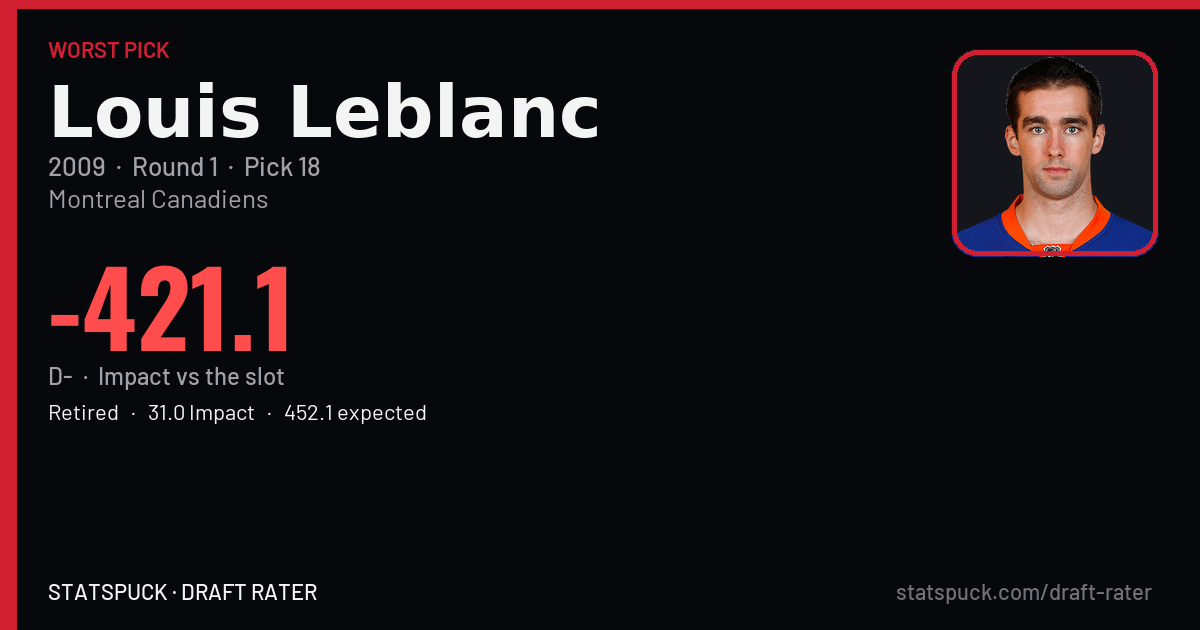 WORST PICK
Louis Leblanc
2009 · Round 1 · Pick 18
Montreal Canadiens
-421.1
D- · Impact vs the slot
Retired · 31.0 Impact · 452.1 expected
STATSPUCK · DRAFT RATER
statspuck.com/draft-rater